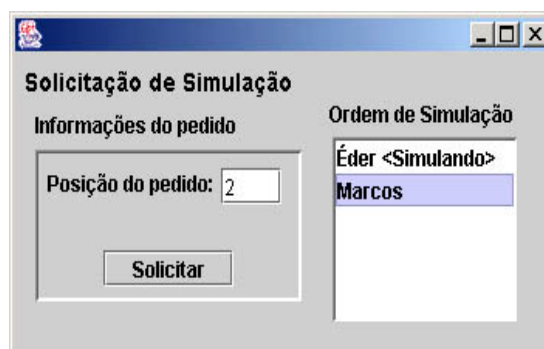 Solicitação de Simulação
Informações do pedido
Posição do pedido: 2
Solicitar
Ordem de Simulação
Éder <Simulando>
Marcos